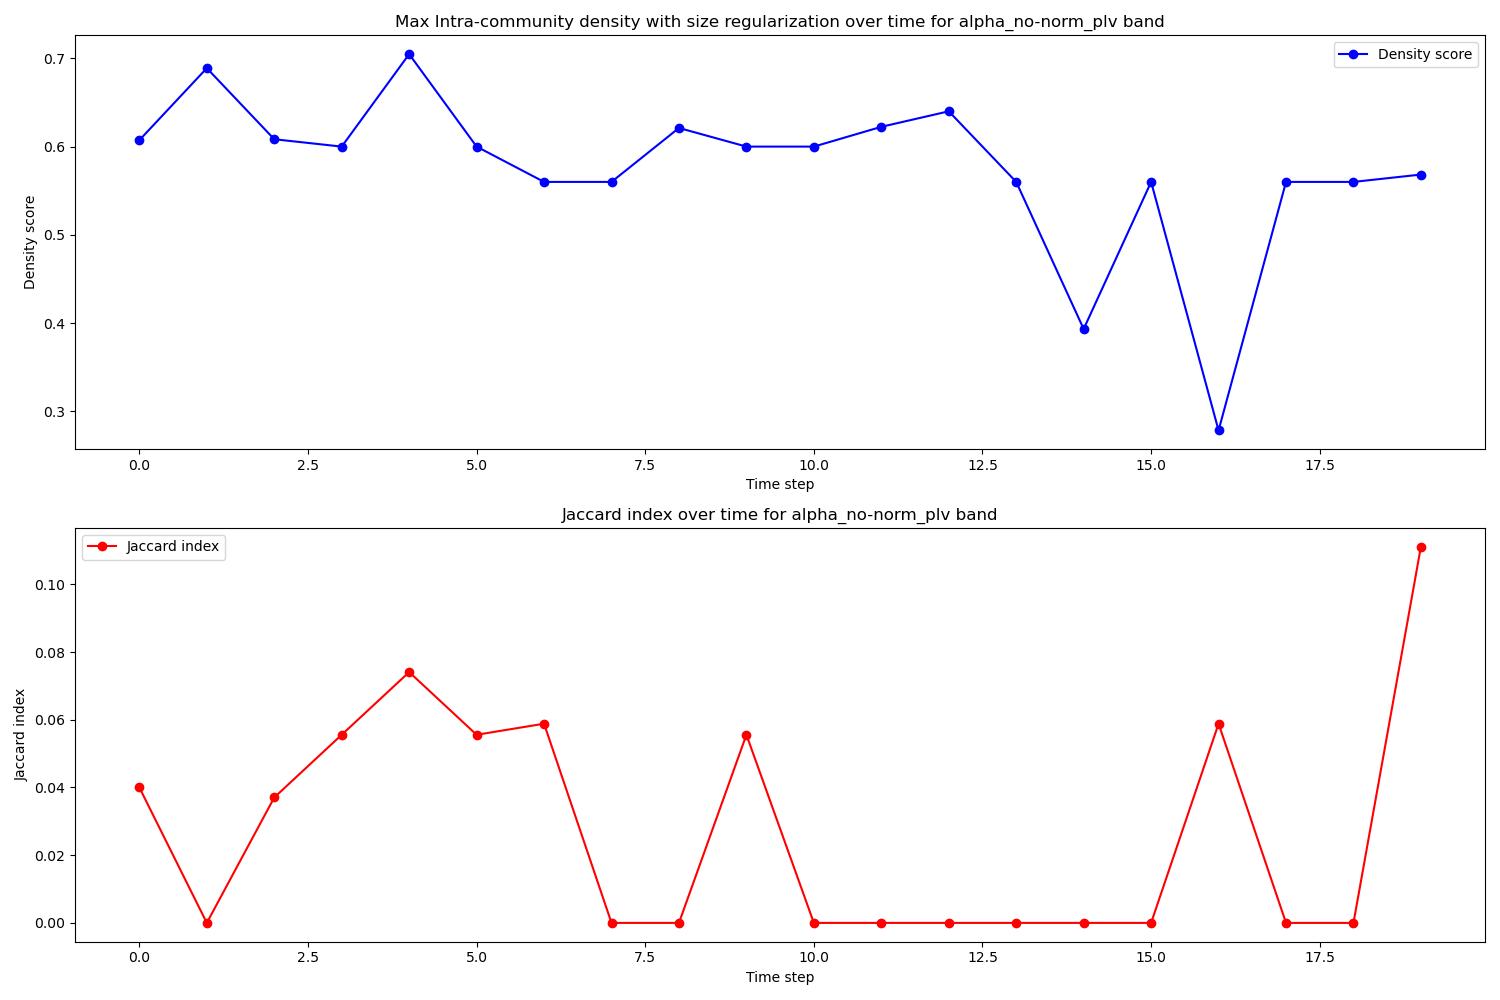 Max Intra-community density with size regularization over time for alpha_no-norm_plv band
Density score
0.7
0.6
0.5
0.4
0.3
Density score
0.0 2.5 5.0 7.5 10.0 12.5 15.0 17.5
Time step
Jaccard index over time for alpha_no-norm_plv band
Jaccard index
0.10
0.08
0.06
0.04
0.02
0.00
Jaccard index
0.0 2.5 5.0 7.5 10.0 12.5 15.0 17.5
Time step